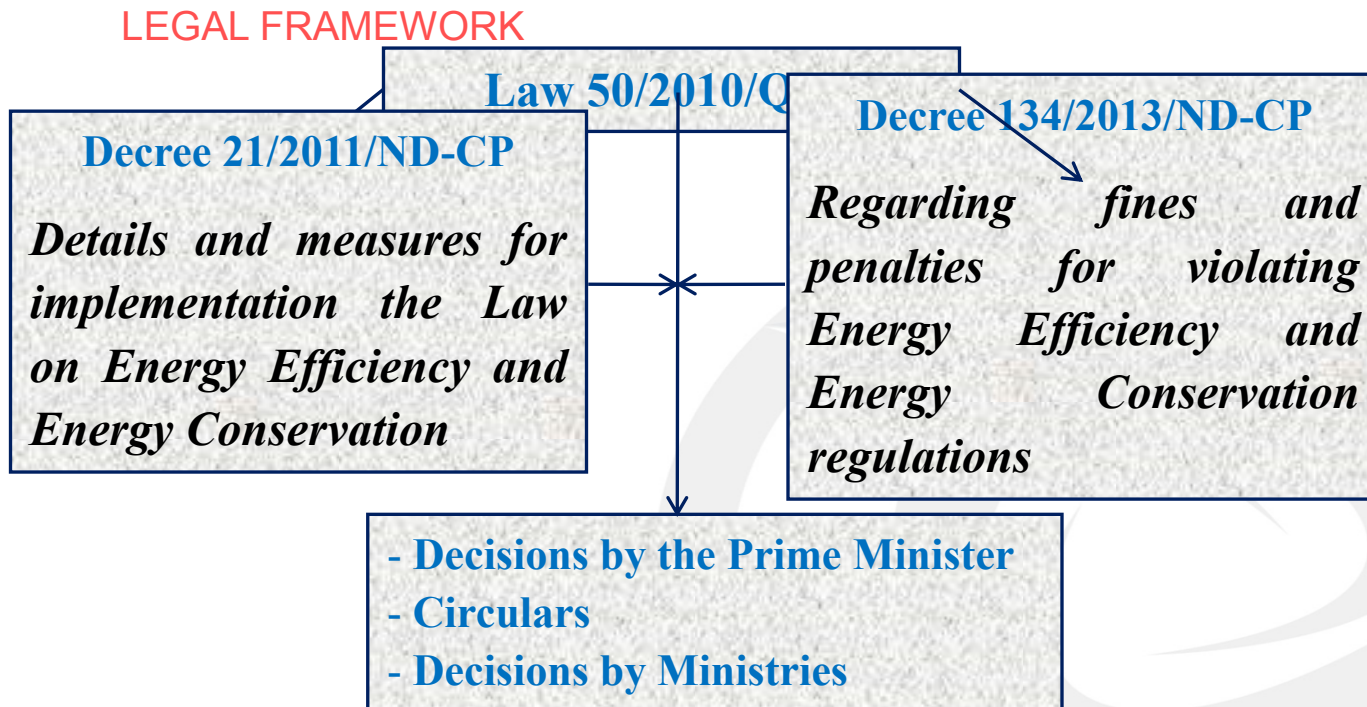 LEGAL FRAMEWORK
Law 50/2010/Q
Decree 21/2011/ND-CP
Details and measures for
implementation the Law
on Energy Efficiency and
Energy Conservation
Decree 134/2013/ND-CP
Regarding fines and
penalties for violating
Energy Efficiency and
Energy Conservation
regulations
- Decisions by the Prime Minister
- Circulars
- Decisions by Ministries